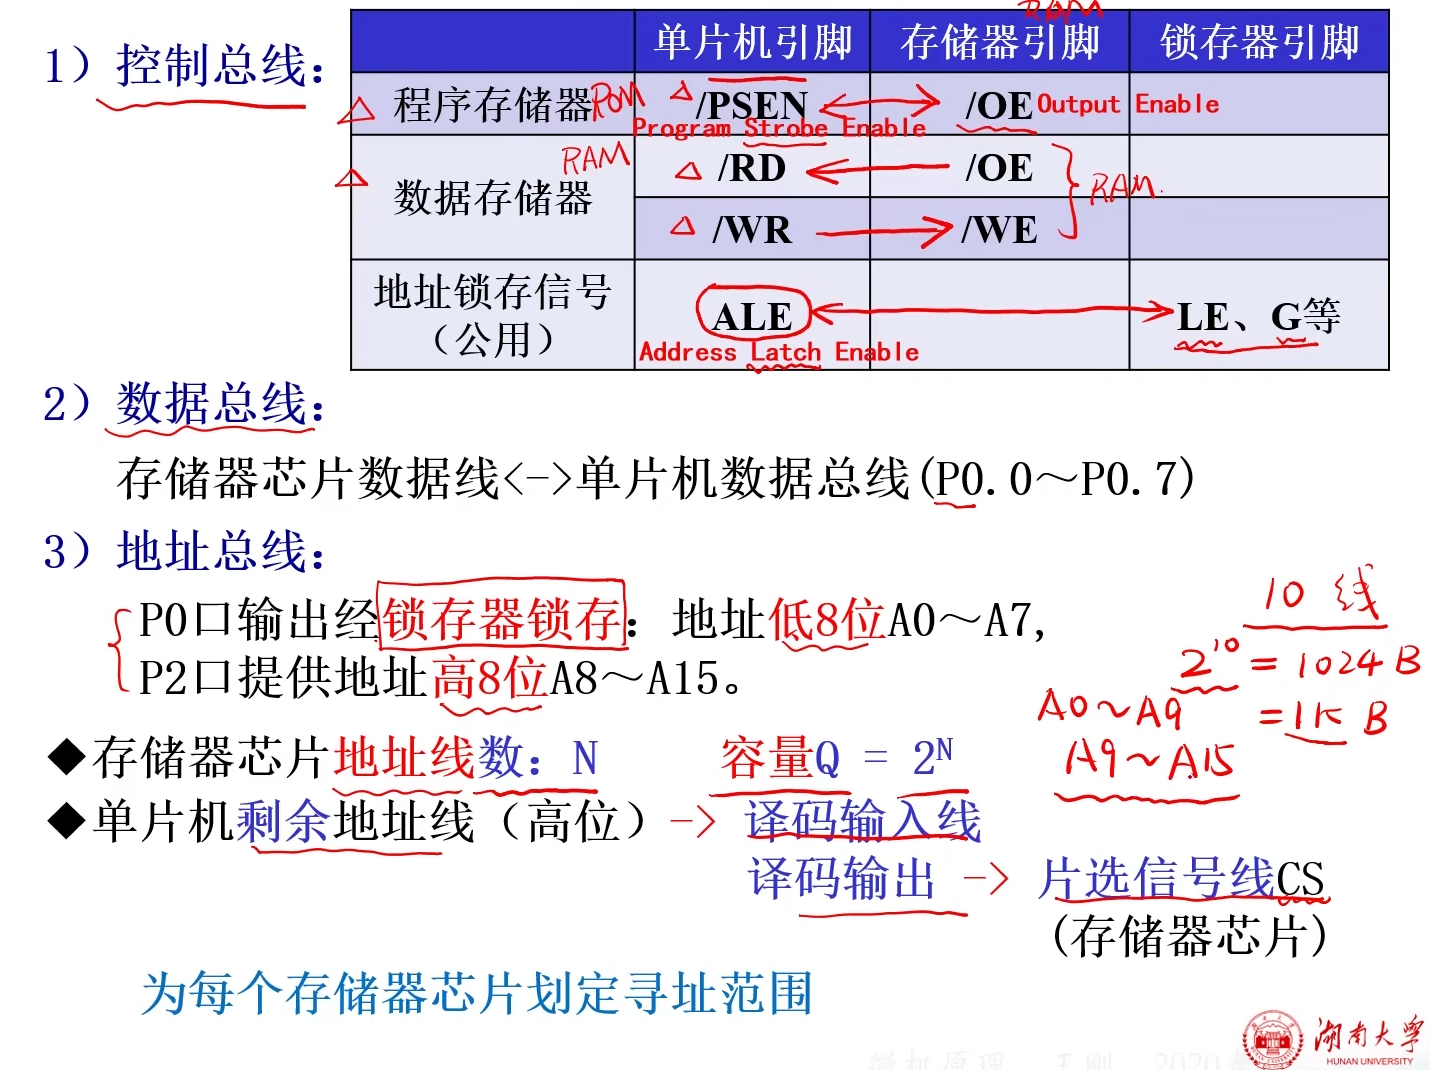 1）控制总线：
RAM
单片机引脚 存储器引脚 锁存器引脚
程序存储器 ROM /PSEN /OE Output Enable
Program Strobe Enable
数据存储器 RAM /RD /OE
RAM.
/WR /WE
地址锁存信号（公用） ALE LE、G等
Address Latch Enable
2）数据总线：
存储器芯片数据线<->单片机数据总线(P0.0～P0.7)
3）地址总线：
P0口输出经锁存器锁存：地址低8位A0～A7,
P2口提供地址高8位A8～A15。
10 线
2^10 = 1024 B
= 1K B
A0～A9
A9～A15
◆存储器芯片地址线数：N 容量Q = 2^N
◆单片机剩余地址线（高位）-> 译码输入线
译码输出 -> 片选信号线CS
(存储器芯片)
为每个存储器芯片划定寻址范围
湖南大学
HUNAN UNIVERSITY